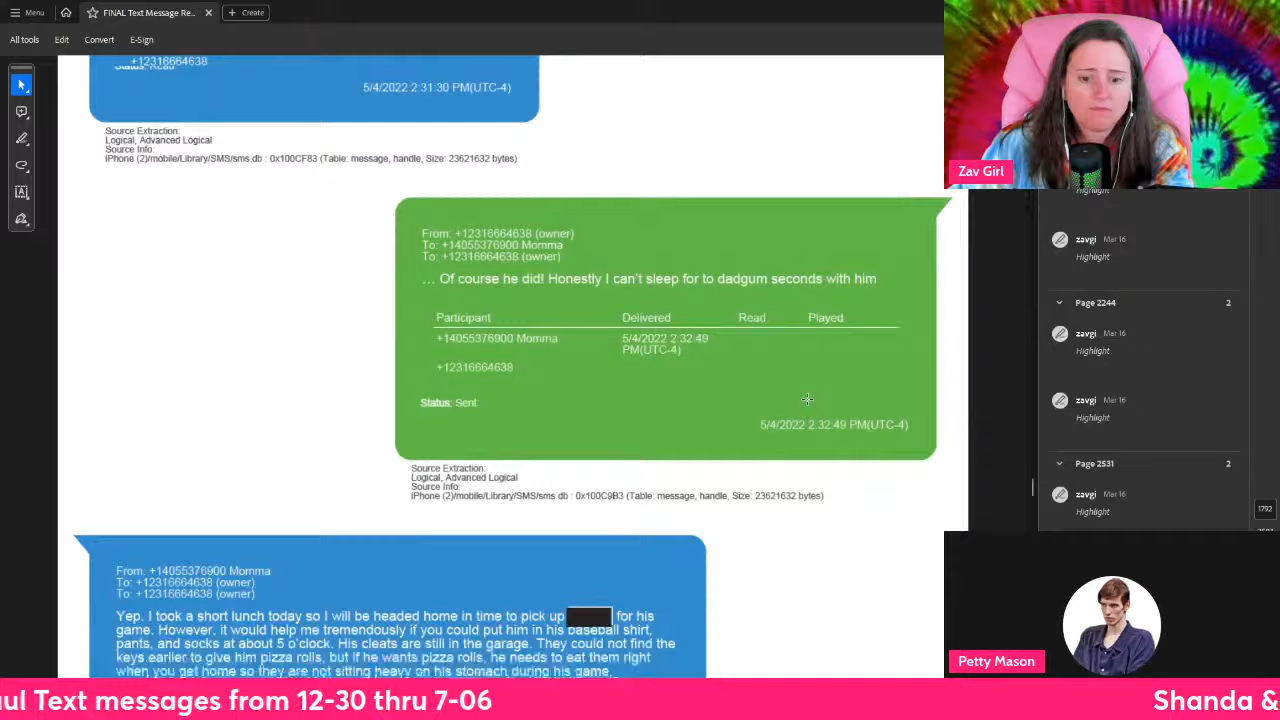 Menu
FINAL Text Message Re...
Create
All tools
Edit
Convert
E-Sign
+12316664638
Status: Read
5/4/2022 2:31:30 PM(UTC-4)
Source Extraction:
Logical, Advanced Logical
Source Info:
iPhone (2)/mobile/Library/SMS/sms.db : 0x100CF83 (Table: message, handle, Size: 23621632 bytes)
From: +12316664638 (owner)
To: +14055376900 Momma
To: +12316664638 (owner)
... Of course he did! Honestly I can't sleep for to dadgum seconds with him
Participant Delivered Read Played
+14055376900 Momma 5/4/2022 2:32:49
PM(UTC-4)
+12316664638
Status: Sent
5/4/2022 2:32:49 PM(UTC-4)
Source Extraction:
Logical, Advanced Logical
Source Info:
iPhone (2)/mobile/Library/SMS/sms.db : 0x100C9B3 (Table: message, handle, Size: 23621632 bytes)
From: +14055376900 Momma
To: +12316664638 (owner)
To: +12316664638 (owner)
Yep. I took a short lunch today so I will be headed home in time to pick up for his
game. However, it would help me tremendously if you could put him in his baseball shirt,
pants, and socks at about 5 o'clock. His cleats are still in the garage. They could not find the
keys earlier to give him pizza rolls, but if he wants pizza rolls, he needs to eat them right
when you get home so they are not sitting heavy on his stomach during his game,
Zav Girl
Highlight
zavgi Mar 16
Highlight
Page 2244 2
zavgi Mar 16
Highlight
zavgi Mar 16
Highlight
Page 2531 2
zavgi Mar 16
Highlight
1792
Petty Mason
ul Text messages from 12-30 thru 7-06
Shanda &